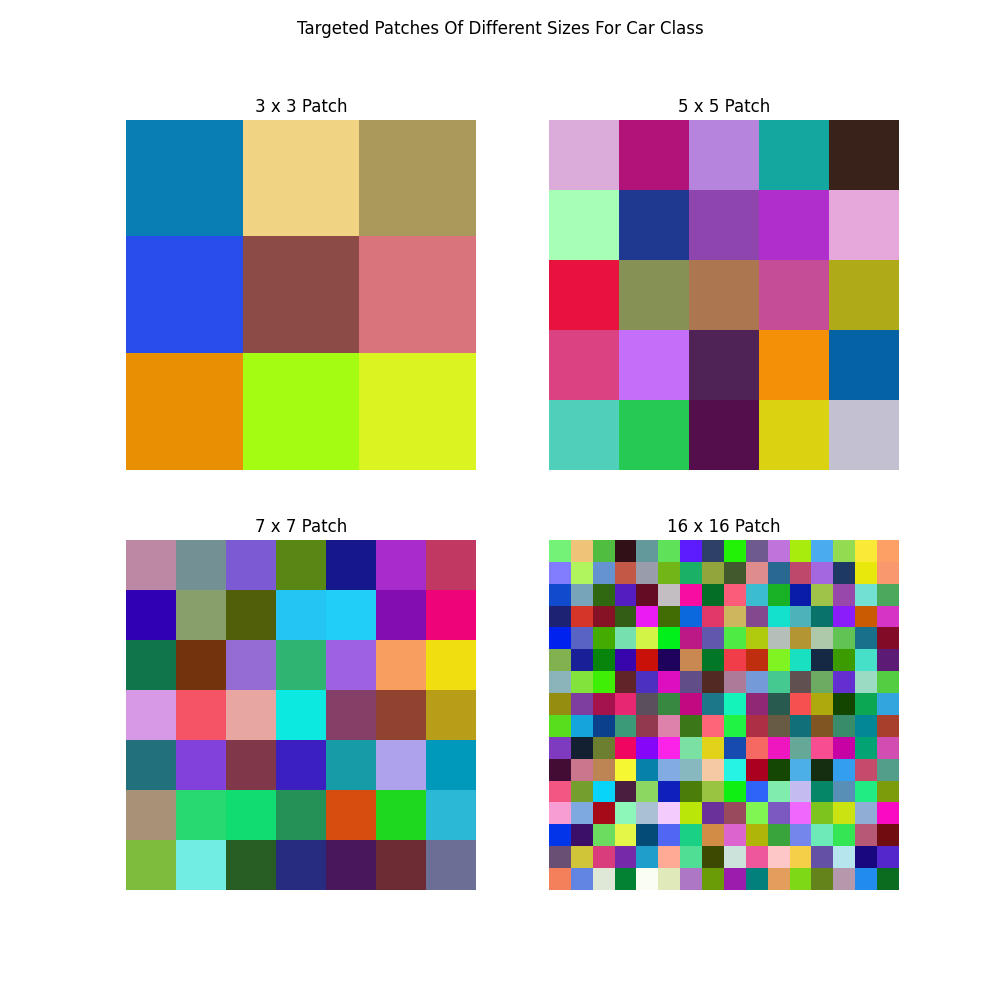 Targeted Patches Of Different Sizes For Car Class
3 x 3 Patch
5 x 5 Patch
7 x 7 Patch
16 x 16 Patch